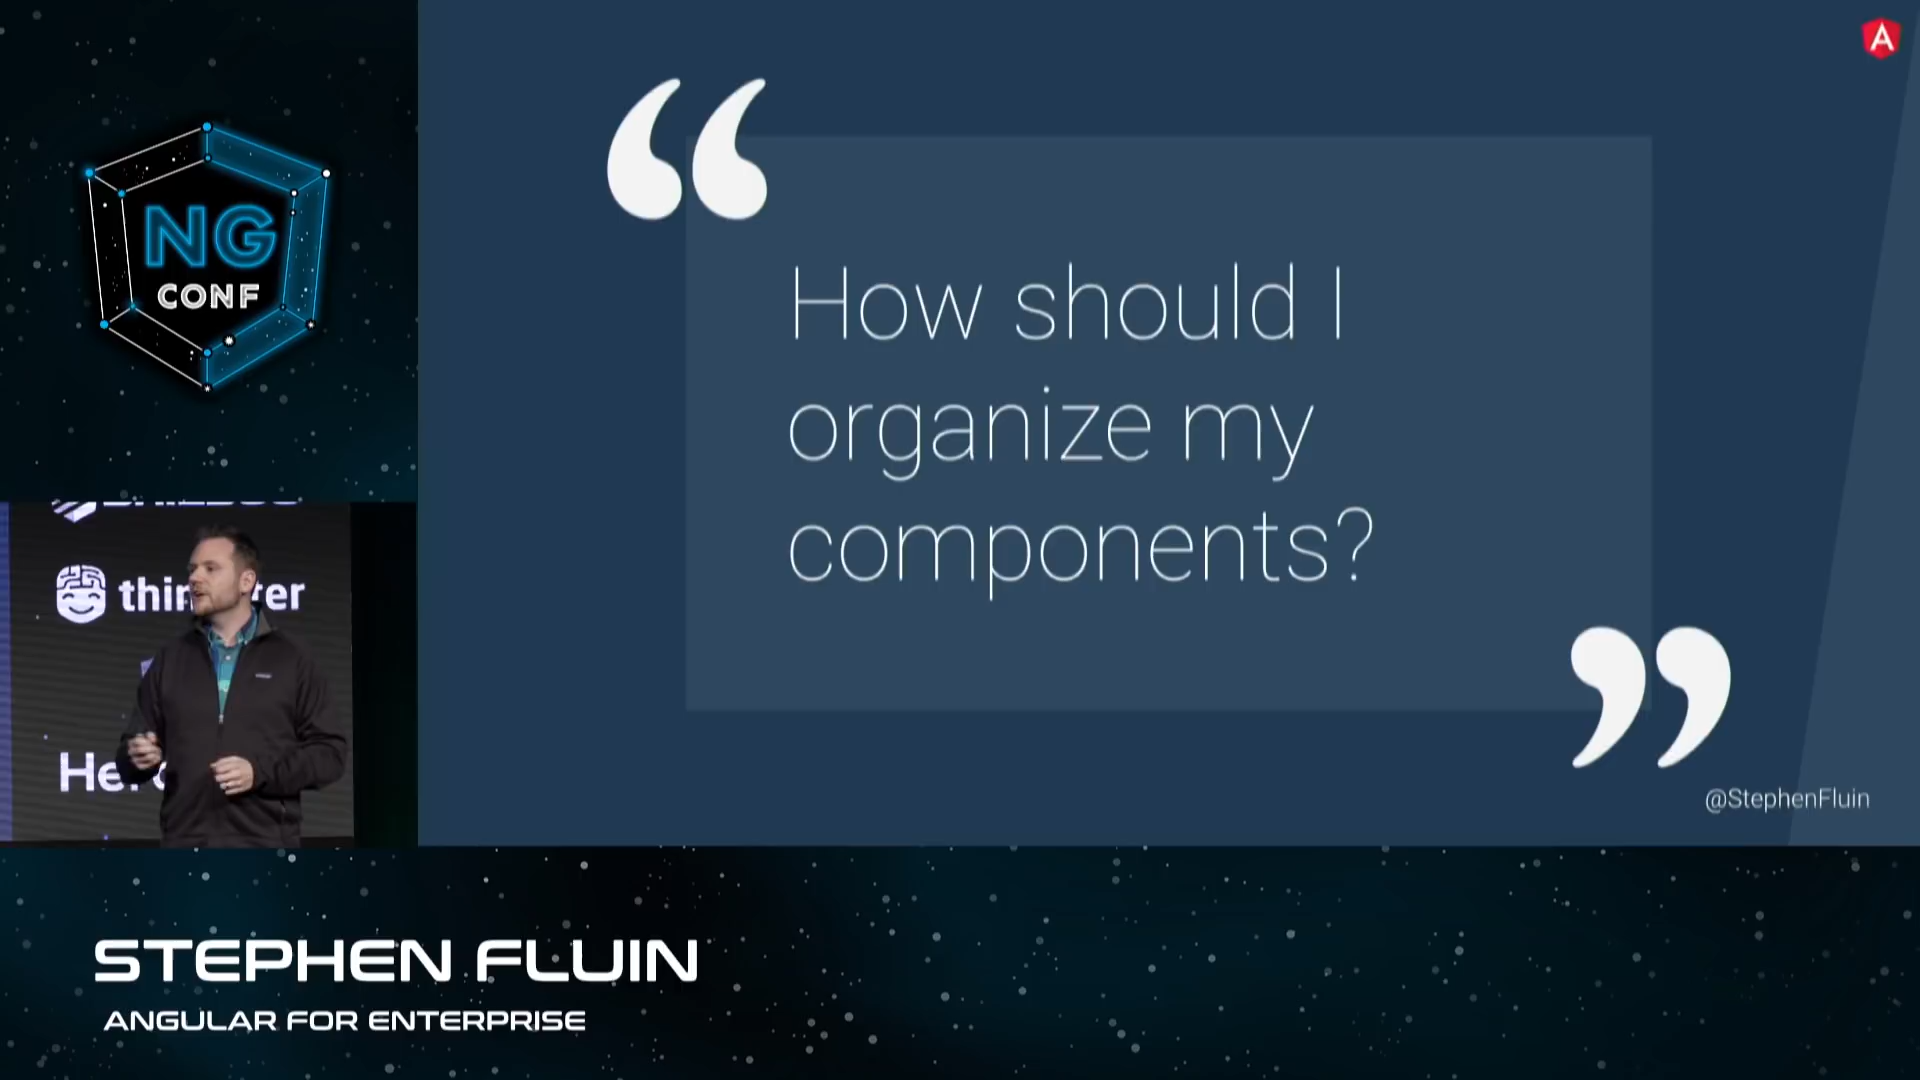 NG
CONF
How should I
organize my
components?
@StephenFluin
STEPHEN FLUIN
ANGULAR FOR ENTERPRISE